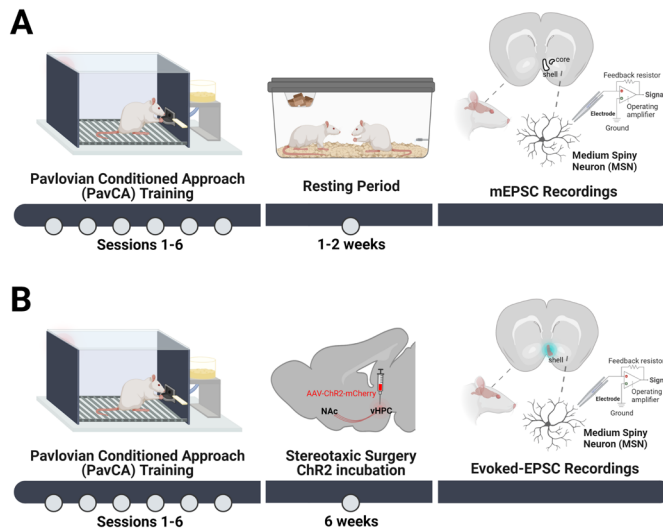 A
core
shell
Feedback resistor
Signal
Operating
amplifier
Electrode
Ground
Medium Spiny
Neuron (MSN)
Pavlovian Conditioned Approach
(PavCA) Training
Resting Period
mEPSC Recordings
Sessions 1-6
1-2 weeks
B
shell
Feedback resistor
AAV-ChR2-mCherry
Signal
Electrode
Operating
amplifier
NAc
vHPC
Ground
Medium Spiny
Neuron (MSN)
Pavlovian Conditioned Approach
(PavCA) Training
Stereotaxic Surgery
ChR2 incubation
Evoked-EPSC Recordings
Sessions 1-6
6 weeks